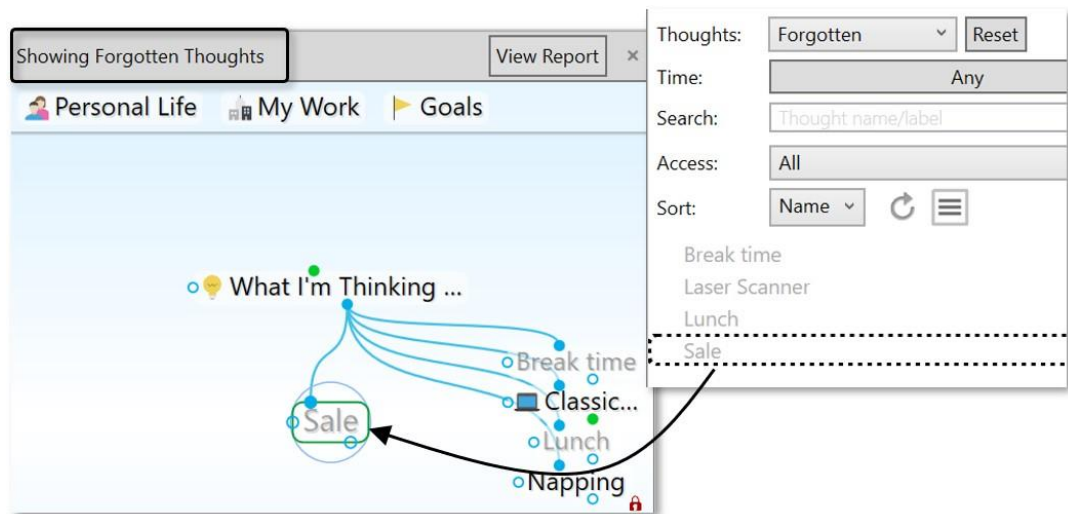 Showing Forgotten Thoughts
View Report
×
Personal Life
My Work
Goals
What I'm Thinking ...
Break time
Classic...
Sale
Lunch
Napping
Thoughts: Forgotten Reset
Time: Any
Search: Thought name/label
Access: All
Sort: Name
Break time
Laser Scanner
Lunch
Sale